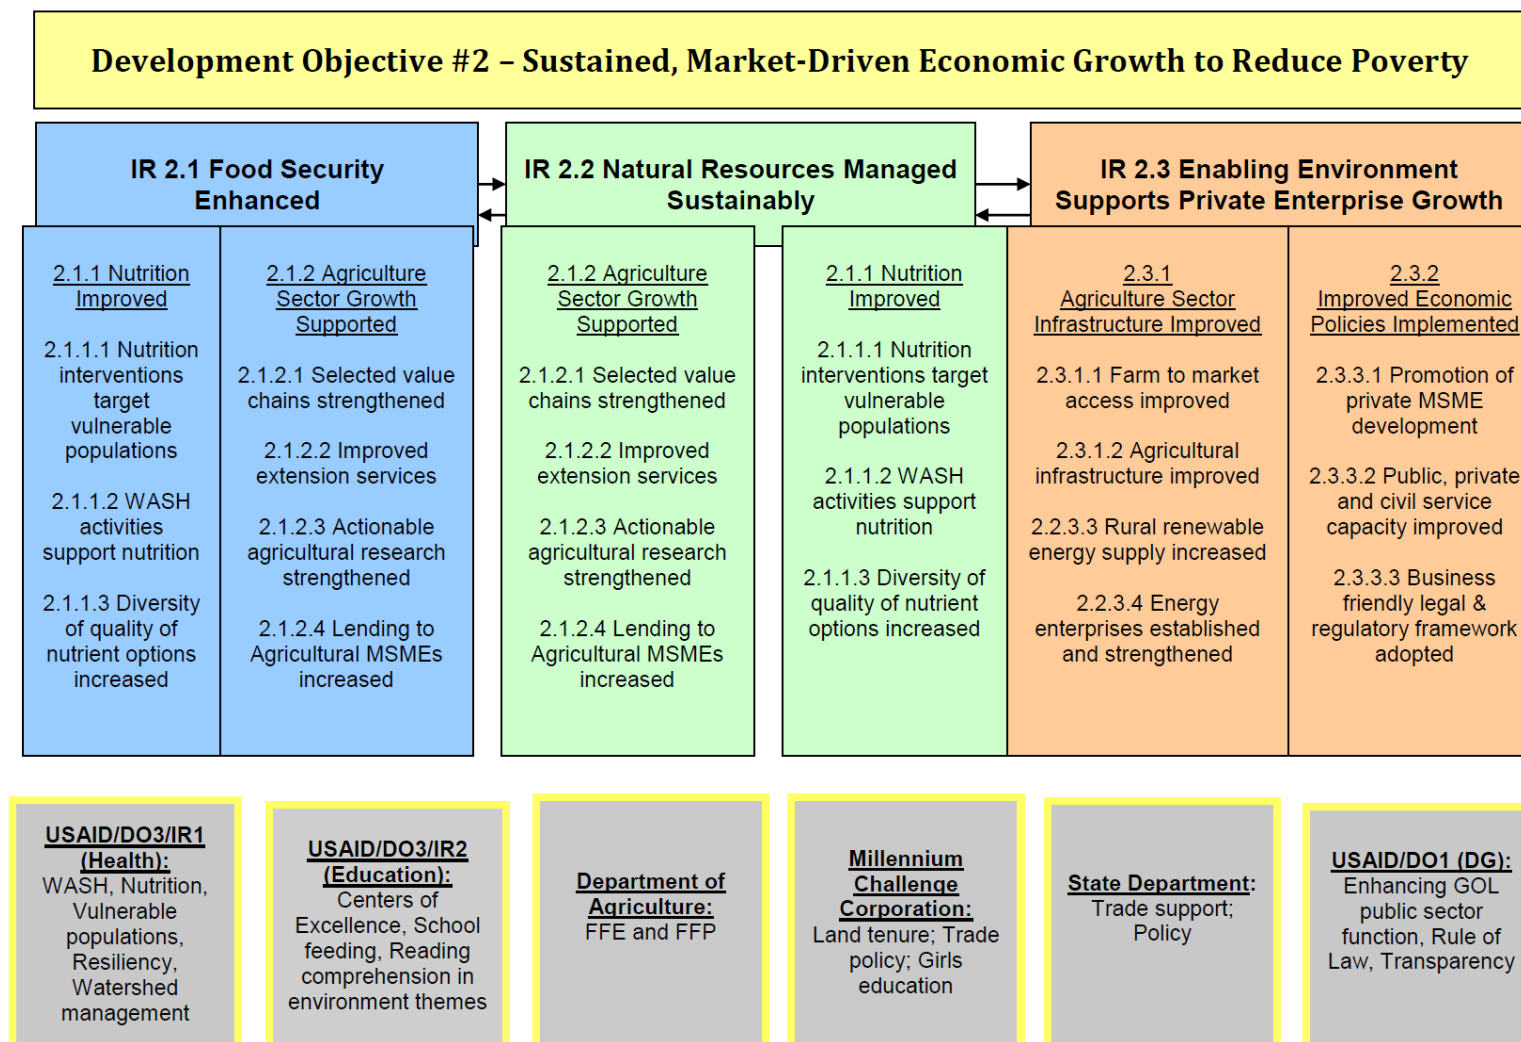 Development Objective #2 – Sustained, Market-Driven Economic Growth to Reduce Poverty
IR 2.1 Food Security
Enhanced
IR 2.2 Natural Resources Managed
Sustainably
IR 2.3 Enabling Environment
Supports Private Enterprise Growth
2.1.1 Nutrition
Improved
2.1.1.1 Nutrition
interventions
target
vulnerable
populations
2.1.1.2 WASH
activities
support nutrition
2.1.1.3 Diversity
of quality of
nutrient options
increased
2.1.2 Agriculture
Sector Growth
Supported
2.1.2.1 Selected value
chains strengthened
2.1.2.2 Improved
extension services
2.1.2.3 Actionable
agricultural research
strengthened
2.1.2.4 Lending to
Agricultural MSMEs
increased
2.1.2 Agriculture
Sector Growth
Supported
2.1.2.1 Selected value
chains strengthened
2.1.2.2 Improved
extension services
2.1.2.3 Actionable
agricultural research
strengthened
2.1.2.4 Lending to
Agricultural MSMEs
increased
2.1.1 Nutrition
Improved
2.1.1.1 Nutrition
interventions target
vulnerable
populations
2.1.1.2 WASH
activities support
nutrition
2.1.1.3 Diversity of
quality of nutrient
options increased
2.3.1
Agriculture Sector
Infrastructure Improved
2.3.1.1 Farm to market
access improved
2.3.1.2 Agricultural
infrastructure improved
2.2.3.3 Rural renewable
energy supply increased
2.2.3.4 Energy
enterprises established
and strengthened
2.3.2
Improved Economic
Policies Implemented
2.3.3.1 Promotion of
private MSME
development
2.3.3.2 Public, private
and civil service
capacity improved
2.3.3.3 Business
friendly legal &
regulatory framework
adopted
USAID/DO3/IR1
(Health):
WASH, Nutrition,
Vulnerable
populations,
Resiliency,
Watershed
management
USAID/DO3/IR2
(Education):
Centers of
Excellence, School
feeding, Reading
comprehension in
environment themes
Department of
Agriculture:
FFE and FFP
Millennium
Challenge
Corporation:
Land tenure; Trade
policy; Girls
education
State Department:
Trade support;
Policy
USAID/DO1 (DG):
Enhancing GOL
public sector
function, Rule of
Law, Transparency